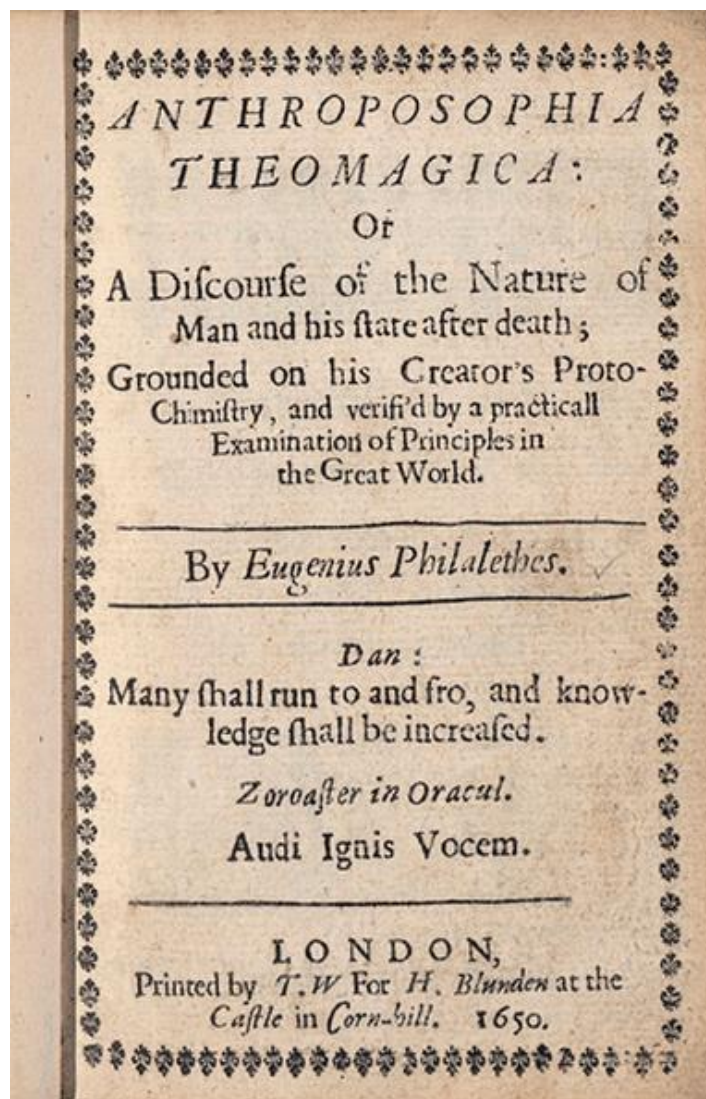 ANTHROPOSOPHIA
THEOMAGICA:
Or
A Diſcourſe of the Nature of
Man and his ſtate after death;
Grounded on his Creator's Proto-
Chimiſtry, and verifi'd by a practicall
Examination of Principles in
the Great World.
By Eugenius Philalethes.
Dan:
Many ſhall run to and fro, and know-
ledge ſhall be increaſed.
Zoroaſter in Oracul.
Audi Ignis Vocem.
LONDON,
Printed by T. W For H. Blunden at the
Caſtle in Corn-hill. 1650.